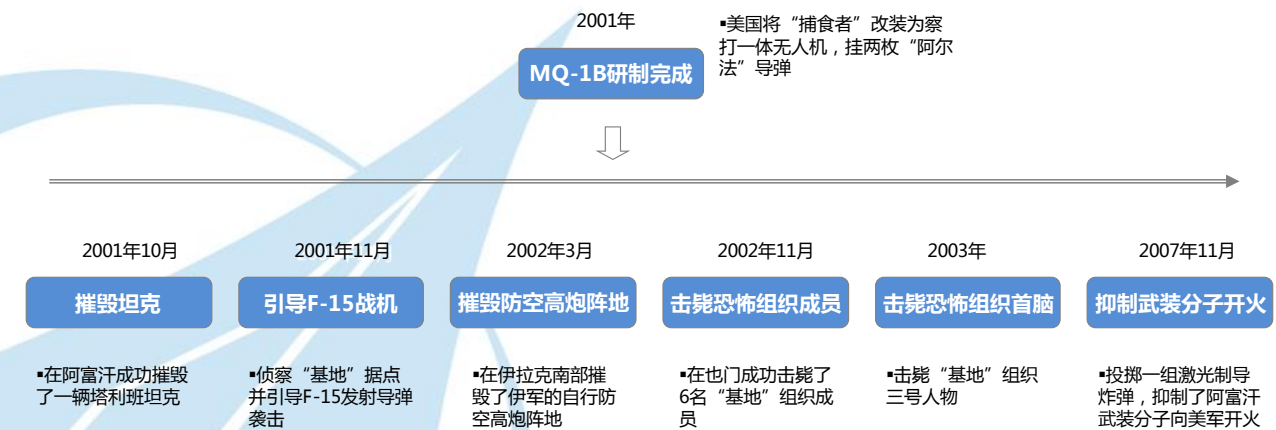 2001年
MQ-1B研制完成
▪美国将“捕食者”改装为察
打一体无人机，挂两枚“阿尔
法”导弹
2001年10月
摧毁坦克
▪在阿富汗成功摧毁
了一辆塔利班坦克
2001年11月
引导F-15战机
▪侦察“基地”据点
并引导F-15发射导弹
袭击
2002年3月
摧毁防空高炮阵地
▪在伊拉克南部摧
毁了伊军的自行防
空高炮阵地
2002年11月
击毙恐怖组织成员
▪在也门成功击毙了
6名“基地”组织成
员
2003年
击毙恐怖组织首脑
▪击毙“基地”组织
三号人物
2007年11月
抑制武装分子开火
▪投掷一组激光制导
炸弹，抑制了阿富汗
武装分子向美军开火